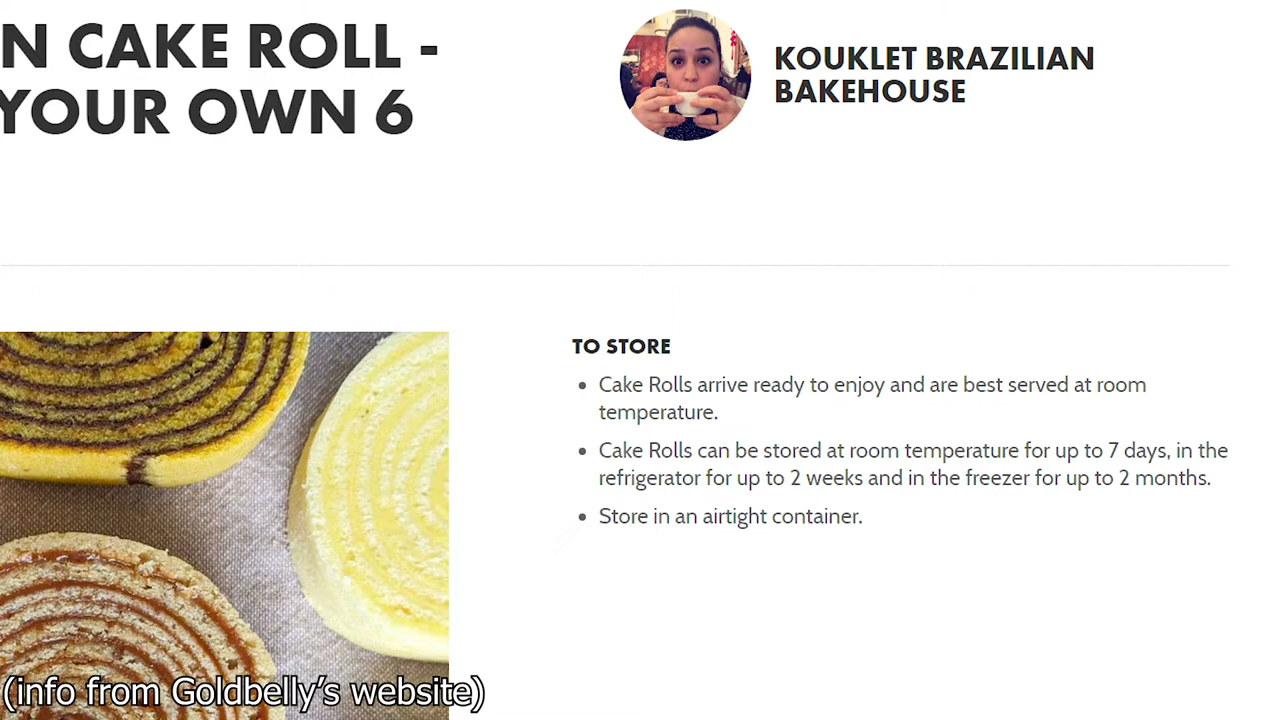 N CAKE ROLL -
YOUR OWN 6
KOUKLET BRAZILIAN
BAKEHOUSE
TO STORE
• Cake Rolls arrive ready to enjoy and are best served at room
temperature.
• Cake Rolls can be stored at room temperature for up to 7 days, in the
refrigerator for up to 2 weeks and in the freezer for up to 2 months.
• Store in an airtight container.
(info from Goldbelly's website)